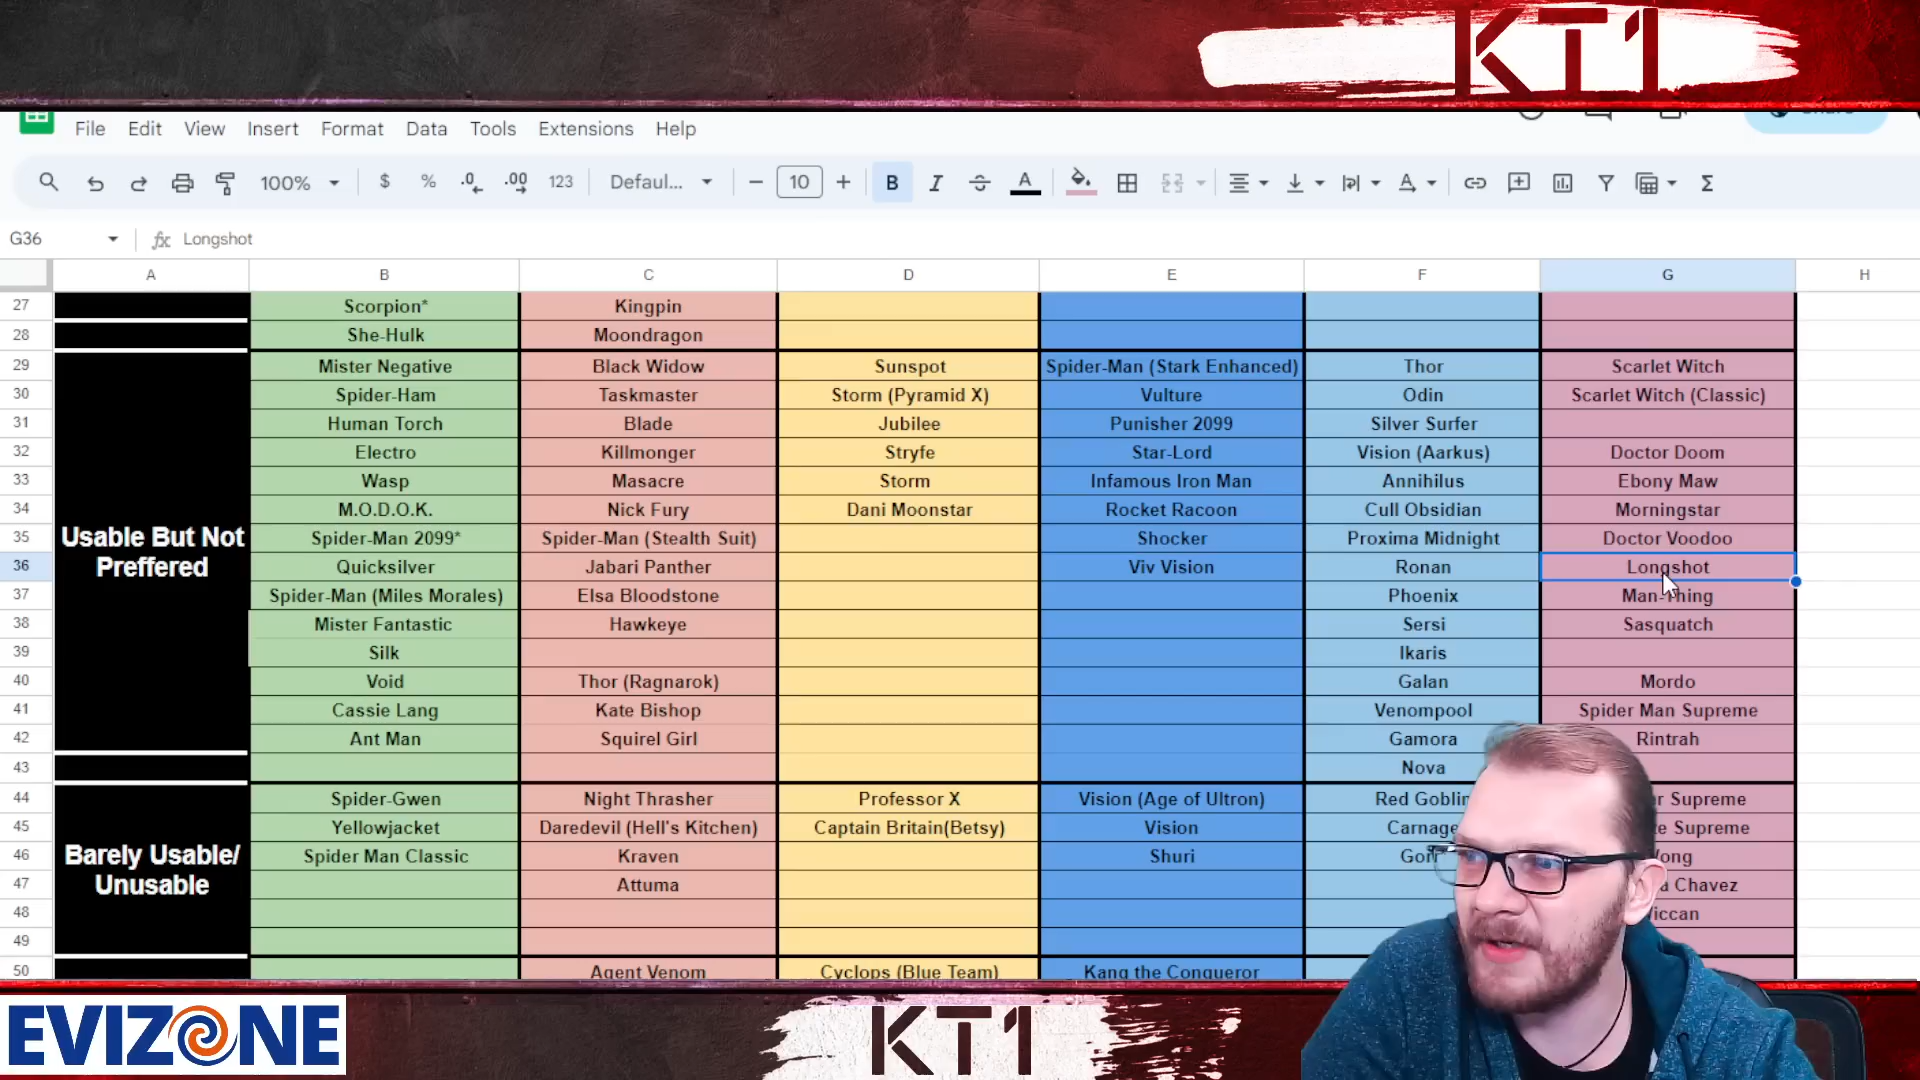 KT1
File Edit View Insert Format Data Tools Extensions Help
100% $ % .0 .00 123 Defaul... 10 B I A A Σ
G36 fx Longshot
A B C D E F G H
27 Scorpion* Kingpin
28 She-Hulk Moondragon
29 Mister Negative Black Widow Sunspot Spider-Man (Stark Enhanced) Thor Scarlet Witch
30 Spider-Ham Taskmaster Storm (Pyramid X) Vulture Odin Scarlet Witch (Classic)
31 Human Torch Blade Jubilee Punisher 2099 Silver Surfer
32 Electro Killmonger Stryfe Star-Lord Vision (Aarkus) Doctor Doom
33 Wasp Masacre Storm Infamous Iron Man Annihilus Ebony Maw
34 M.O.D.O.K. Nick Fury Dani Moonstar Rocket Racoon Cull Obsidian Morningstar
35 Spider-Man 2099* Spider-Man (Stealth Suit) Shocker Proxima Midnight Doctor Voodoo
Usable But Not
Preffered
36 Quicksilver Jabari Panther Viv Vision Ronan Longshot
37 Spider-Man (Miles Morales) Elsa Bloodstone Phoenix Man-Thing
38 Mister Fantastic Hawkeye Sersi Sasquatch
39 Silk Ikaris
40 Void Thor (Ragnarok) Galan Mordo
41 Cassie Lang Kate Bishop Venompool Spider Man Supreme
42 Ant Man Squirel Girl Gamora Rintrah
43 Nova
44 Spider-Gwen Night Thrasher Professor X Vision (Age of Ultron) Red Goblin Supreme
45 Yellowjacket Daredevil (Hell's Kitchen) Captain Britain(Betsy) Vision Carnage Supreme
46 Spider Man Classic Kraven Shuri
Barely Usable/
Unusable
47 Attuma Chavez
48
49
50 Agent Venom Cyclops (Blue Team) Kang the Conqueror
EVIZONE
KT1